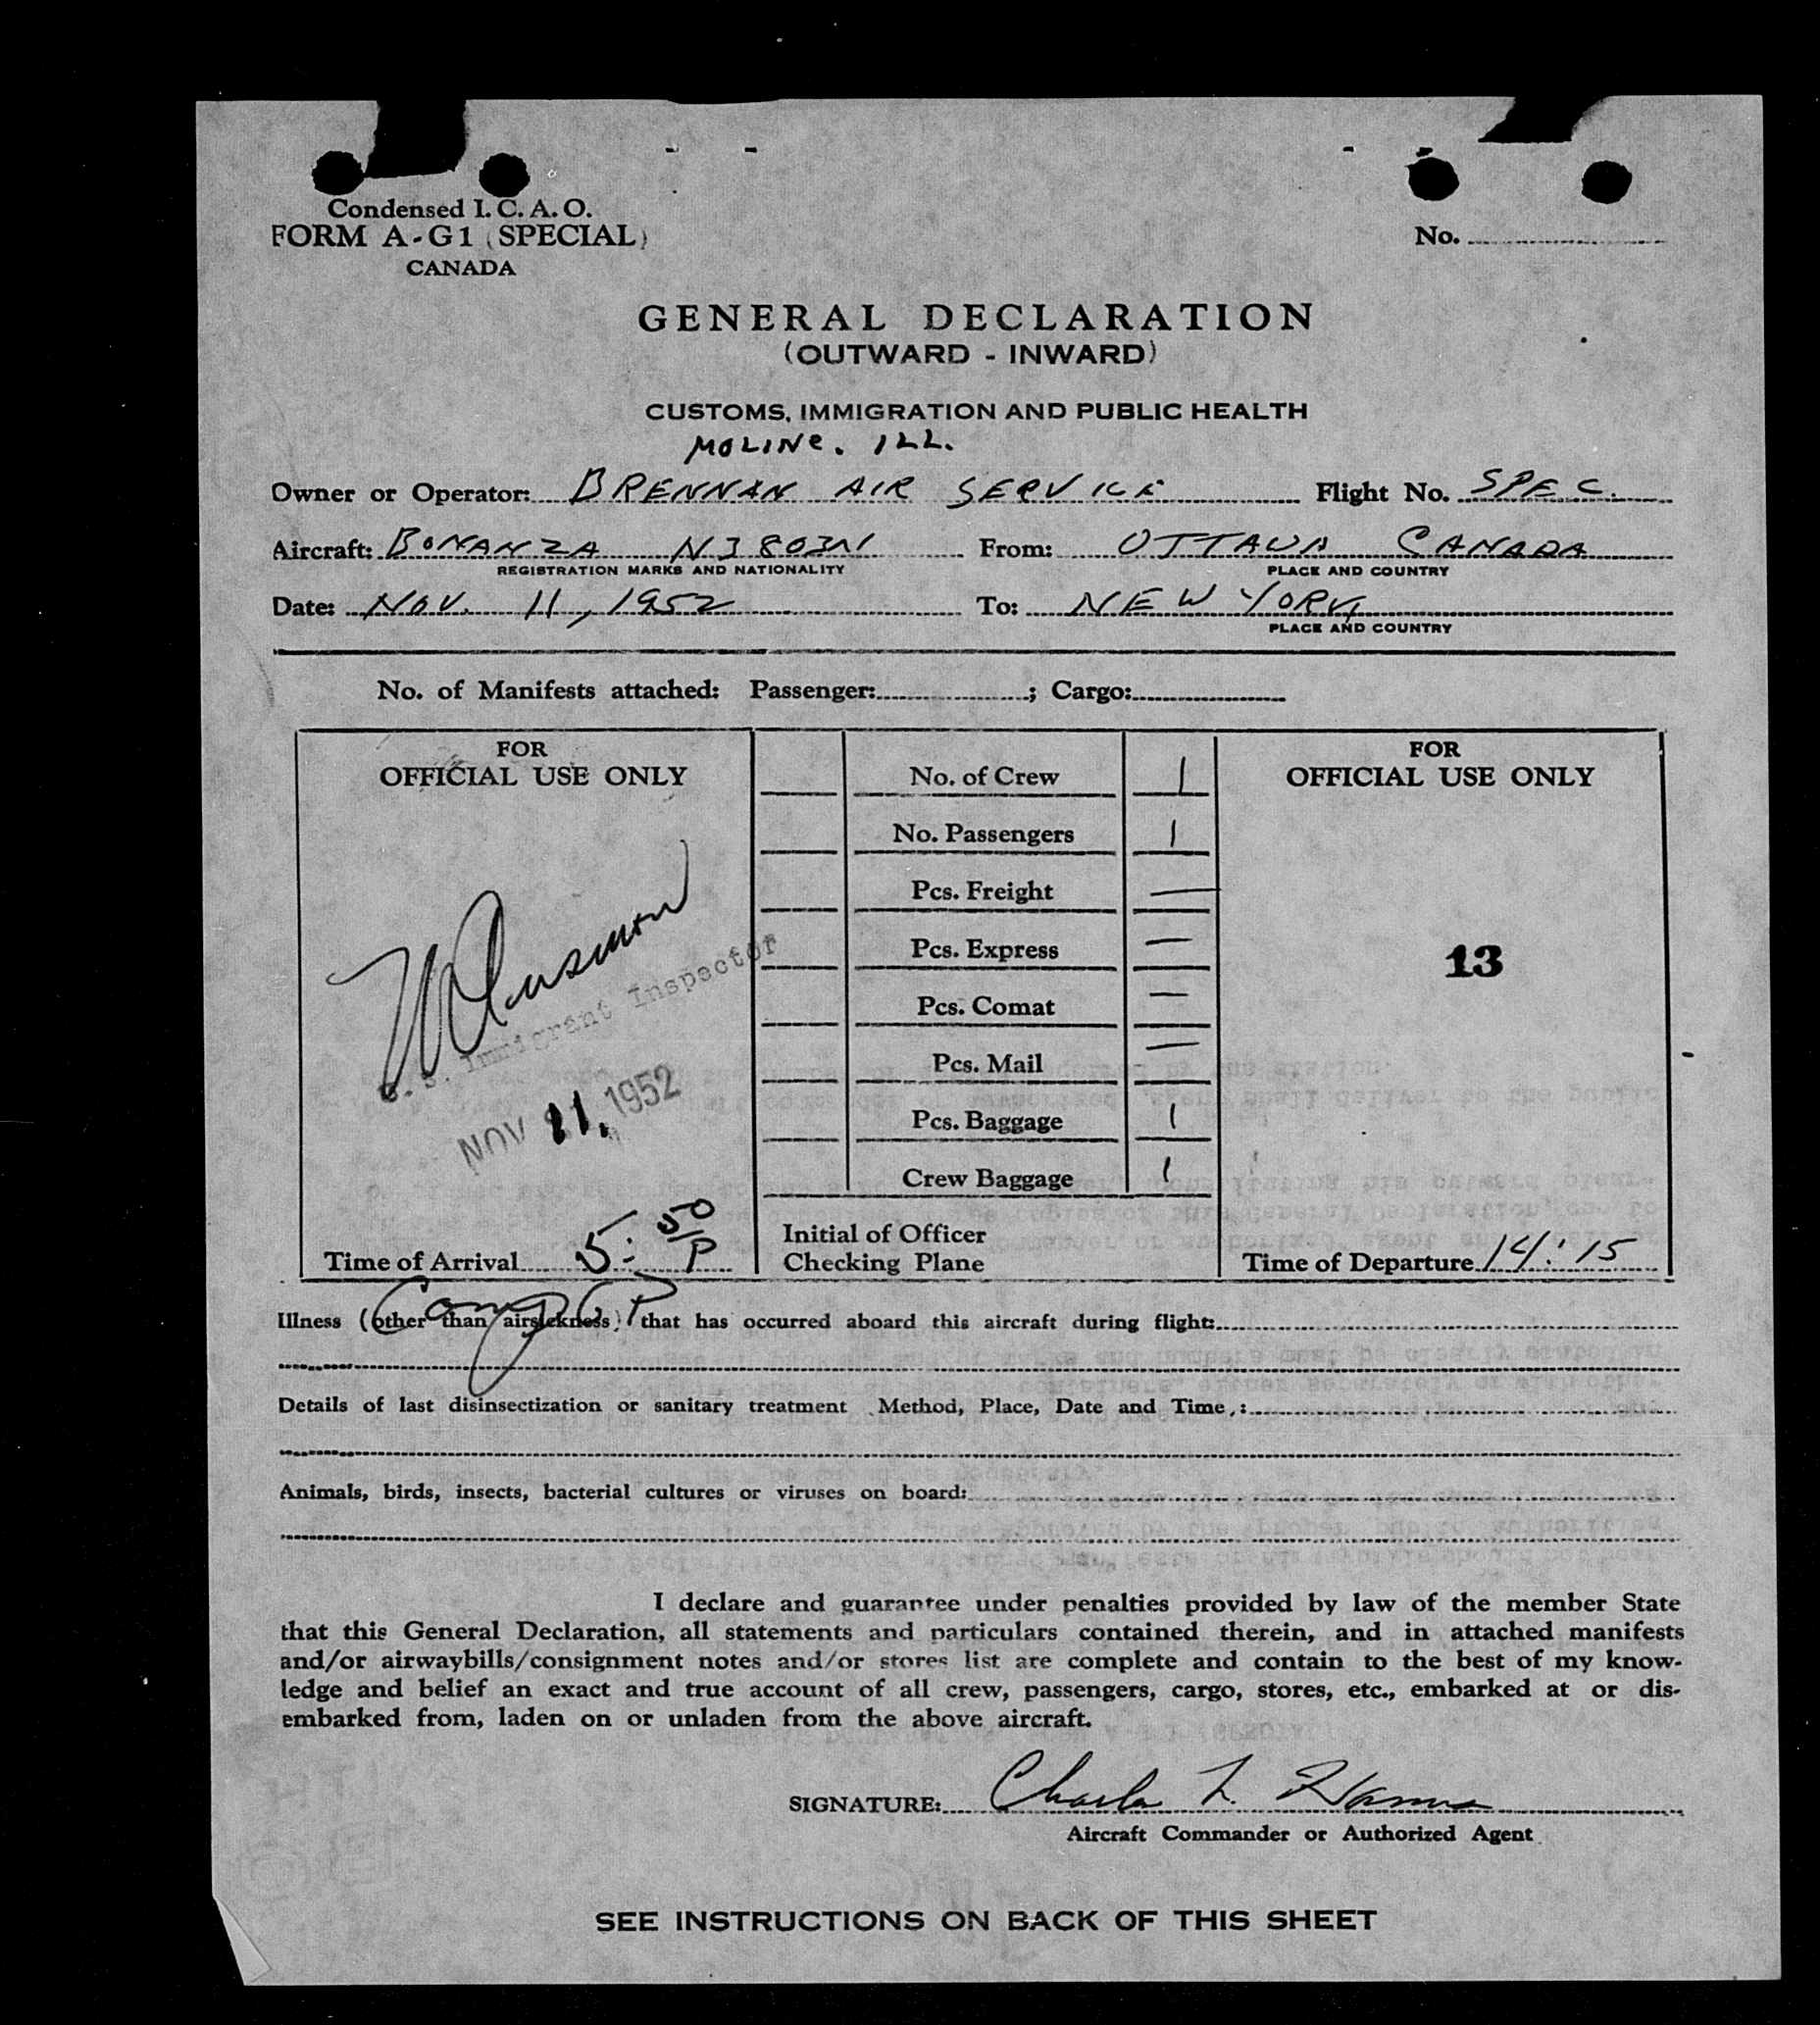 Condensed I. C. A. O.
FORM A-G1 (SPECIAL)
CANADA
No.
GENERAL DECLARATION
(OUTWARD - INWARD)
CUSTOMS, IMMIGRATION AND PUBLIC HEALTH
MOLINE. ILL.
Owner or Operator: BRENNAN AIR SERVICE Flight No. SPEC.
Aircraft: BONANZA From: OTTAWA CANADA
REGISTRATION MARKS AND NATIONALITY PLACE AND COUNTRY
Date: NOV. 11, 1952 To: NEW YORK
PLACE AND COUNTRY
No. of Manifests attached: Passenger: ; Cargo:
FOR
OFFICIAL USE ONLY
U. S. Immigrant Inspector
NOV 11, 1952
Time of Arrival 5:50 P
No. of Crew 1
No. Passengers 1
Pcs. Freight —
Pcs. Express —
Pcs. Comat —
Pcs. Mail —
Pcs. Baggage 1
Crew Baggage 1
Initial of Officer
Checking Plane
FOR
OFFICIAL USE ONLY
13
Time of Departure 14:15
Illness (other than airsickness) that has occurred aboard this aircraft during flight:
Details of last disinsectization or sanitary treatment Method, Place, Date and Time, :
Animals, birds, insects, bacterial cultures or viruses on board:
I declare and guarantee under penalties provided by law of the member State
that this General Declaration, all statements and particulars contained therein, and in attached manifests
and/or airwaybills/consignment notes and/or stores list are complete and contain to the best of my know-
ledge and belief an exact and true account of all crew, passengers, cargo, stores, etc., embarked at or dis-
embarked from, laden on or unladen from the above aircraft.
SIGNATURE: Charles L.
Aircraft Commander or Authorized Agent
SEE INSTRUCTIONS ON BACK OF THIS SHEET